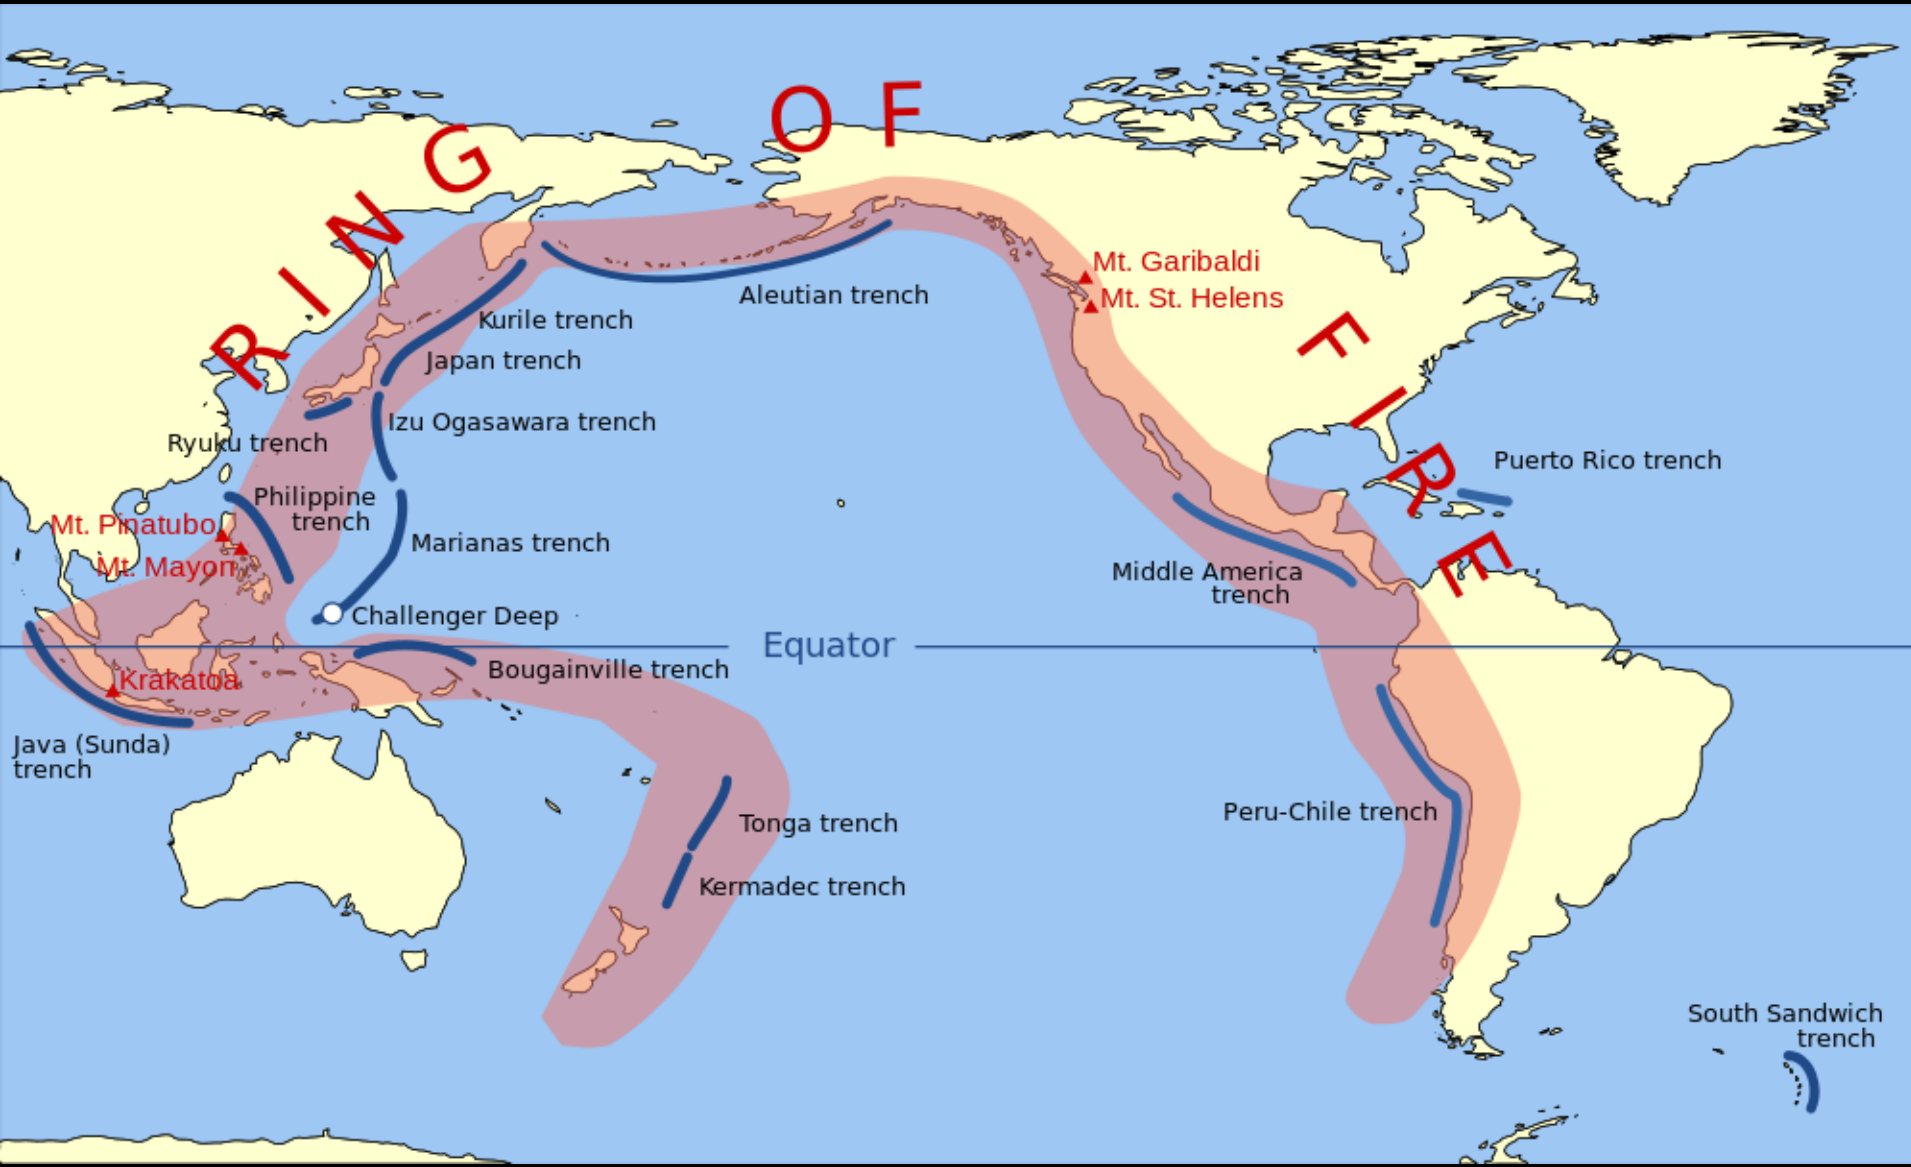 RING OF FIRE
Mt. Garibaldi
Mt. St. Helens
Aleutian trench
Kurile trench
Japan trench
Izu Ogasawara trench
Ryuku trench
Puerto Rico trench
Philippine
trench
Mt. Pinatubo
Marianas trench
Mt. Mayon
Middle America
trench
Challenger Deep
Equator
Bougainville trench
Krakatoa
Java (Sunda)
trench
Peru-Chile trench
Tonga trench
Kermadec trench
South Sandwich
trench